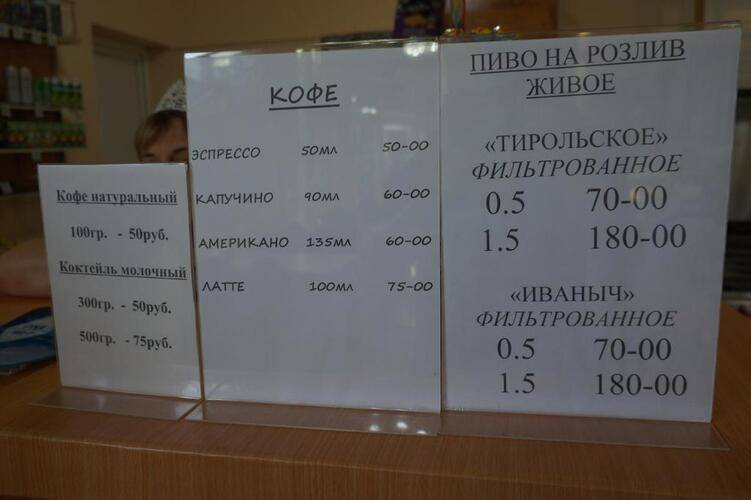 Кофе натуральный
100гр. - 50руб.
Коктейль молочный
300гр. - 50руб.
500гр. - 75руб.
КОФЕ
ЭСПРЕССО 50МЛ 50-00
КАПУЧИНО 90МЛ 60-00
АМЕРИКАНО 135МЛ 60-00
ЛАТТЕ 100МЛ 75-00
ПИВО НА РОЗЛИВ
ЖИВОЕ
«ТИРОЛЬСКОЕ»
ФИЛЬТРОВАННОЕ
0.5 70-00
1.5 180-00
«ИВАНЫЧ»
ФИЛЬТРОВАННОЕ
0.5 70-00
1.5 180-00